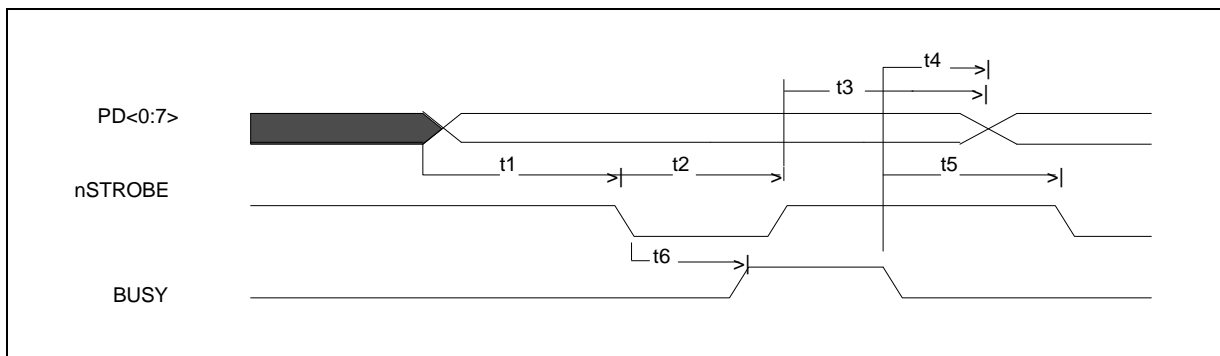 t4
t3
PD<0:7>
t1
t2
t5
nSTROBE
t6
BUSY